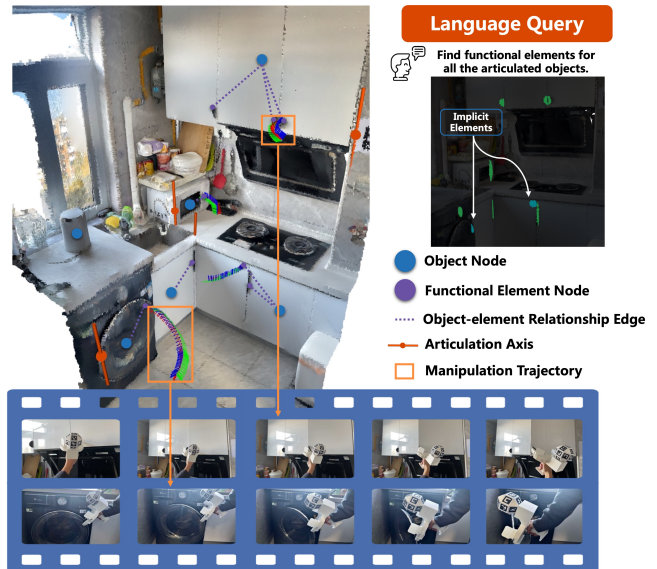 Language Query
Find functional elements for
all the articulated objects.
Implicit
Elements
Object Node
Functional Element Node
Object-element Relationship Edge
Articulation Axis
Manipulation Trajectory